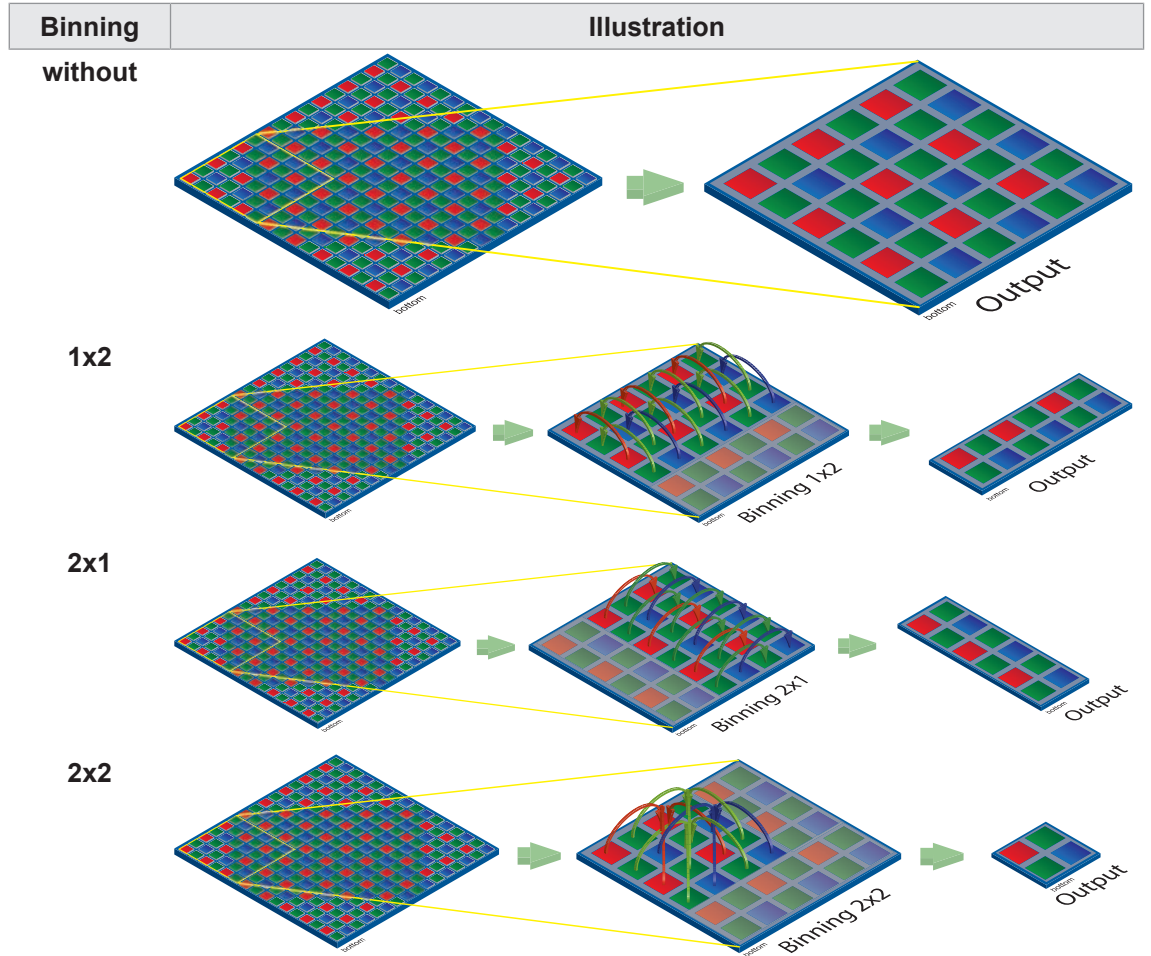 Binning Illustration
without
bottom
bottom
Output
1x2
bottom
bottom
Binning 1x2
bottom
Output
2x1
bottom
bottom
Binning 2x1
bottom
Output
2x2
bottom
bottom
Binning 2x2
bottom
Output